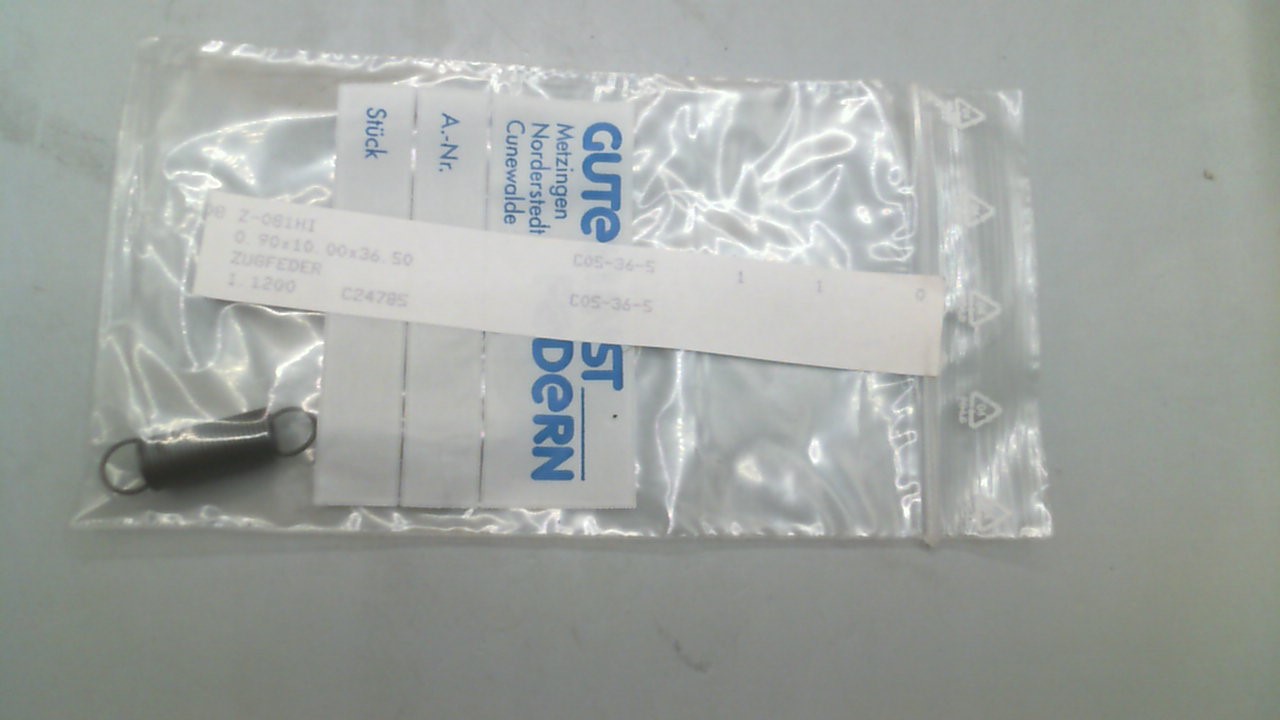 GUTE
Metzingen
Norderstedt
Cunewalde
ST
DERN
A.-Nr.
Stück
Z-081HI
0.90x10.00x36.50 C05-36-5 1 1 0
ZUGFEDER
1.1200 C24785 C05-36-5